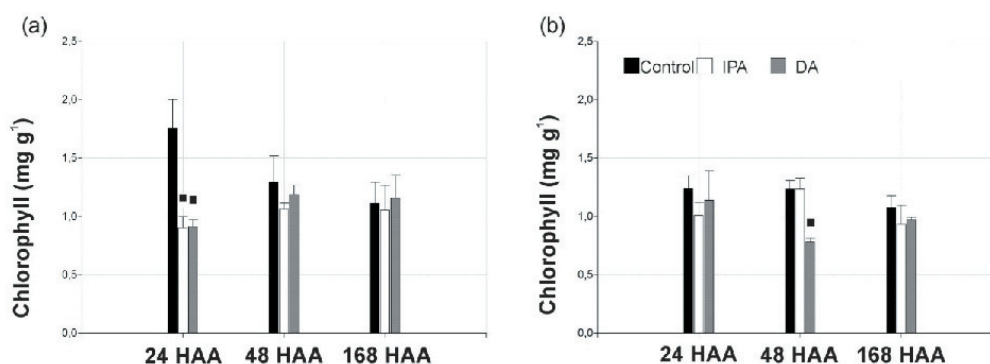 (a)
Chlorophyll (mg g¹)
2,5
2,0
1,5
1,0
0,5
0,0
24 HAA 48 HAA 168 HAA
(b)
Chlorophyll (mg g¹)
2,5
2,0
1,5
1,0
0,5
0,0
Control IPA DA
24 HAA 48 HAA 168 HAA